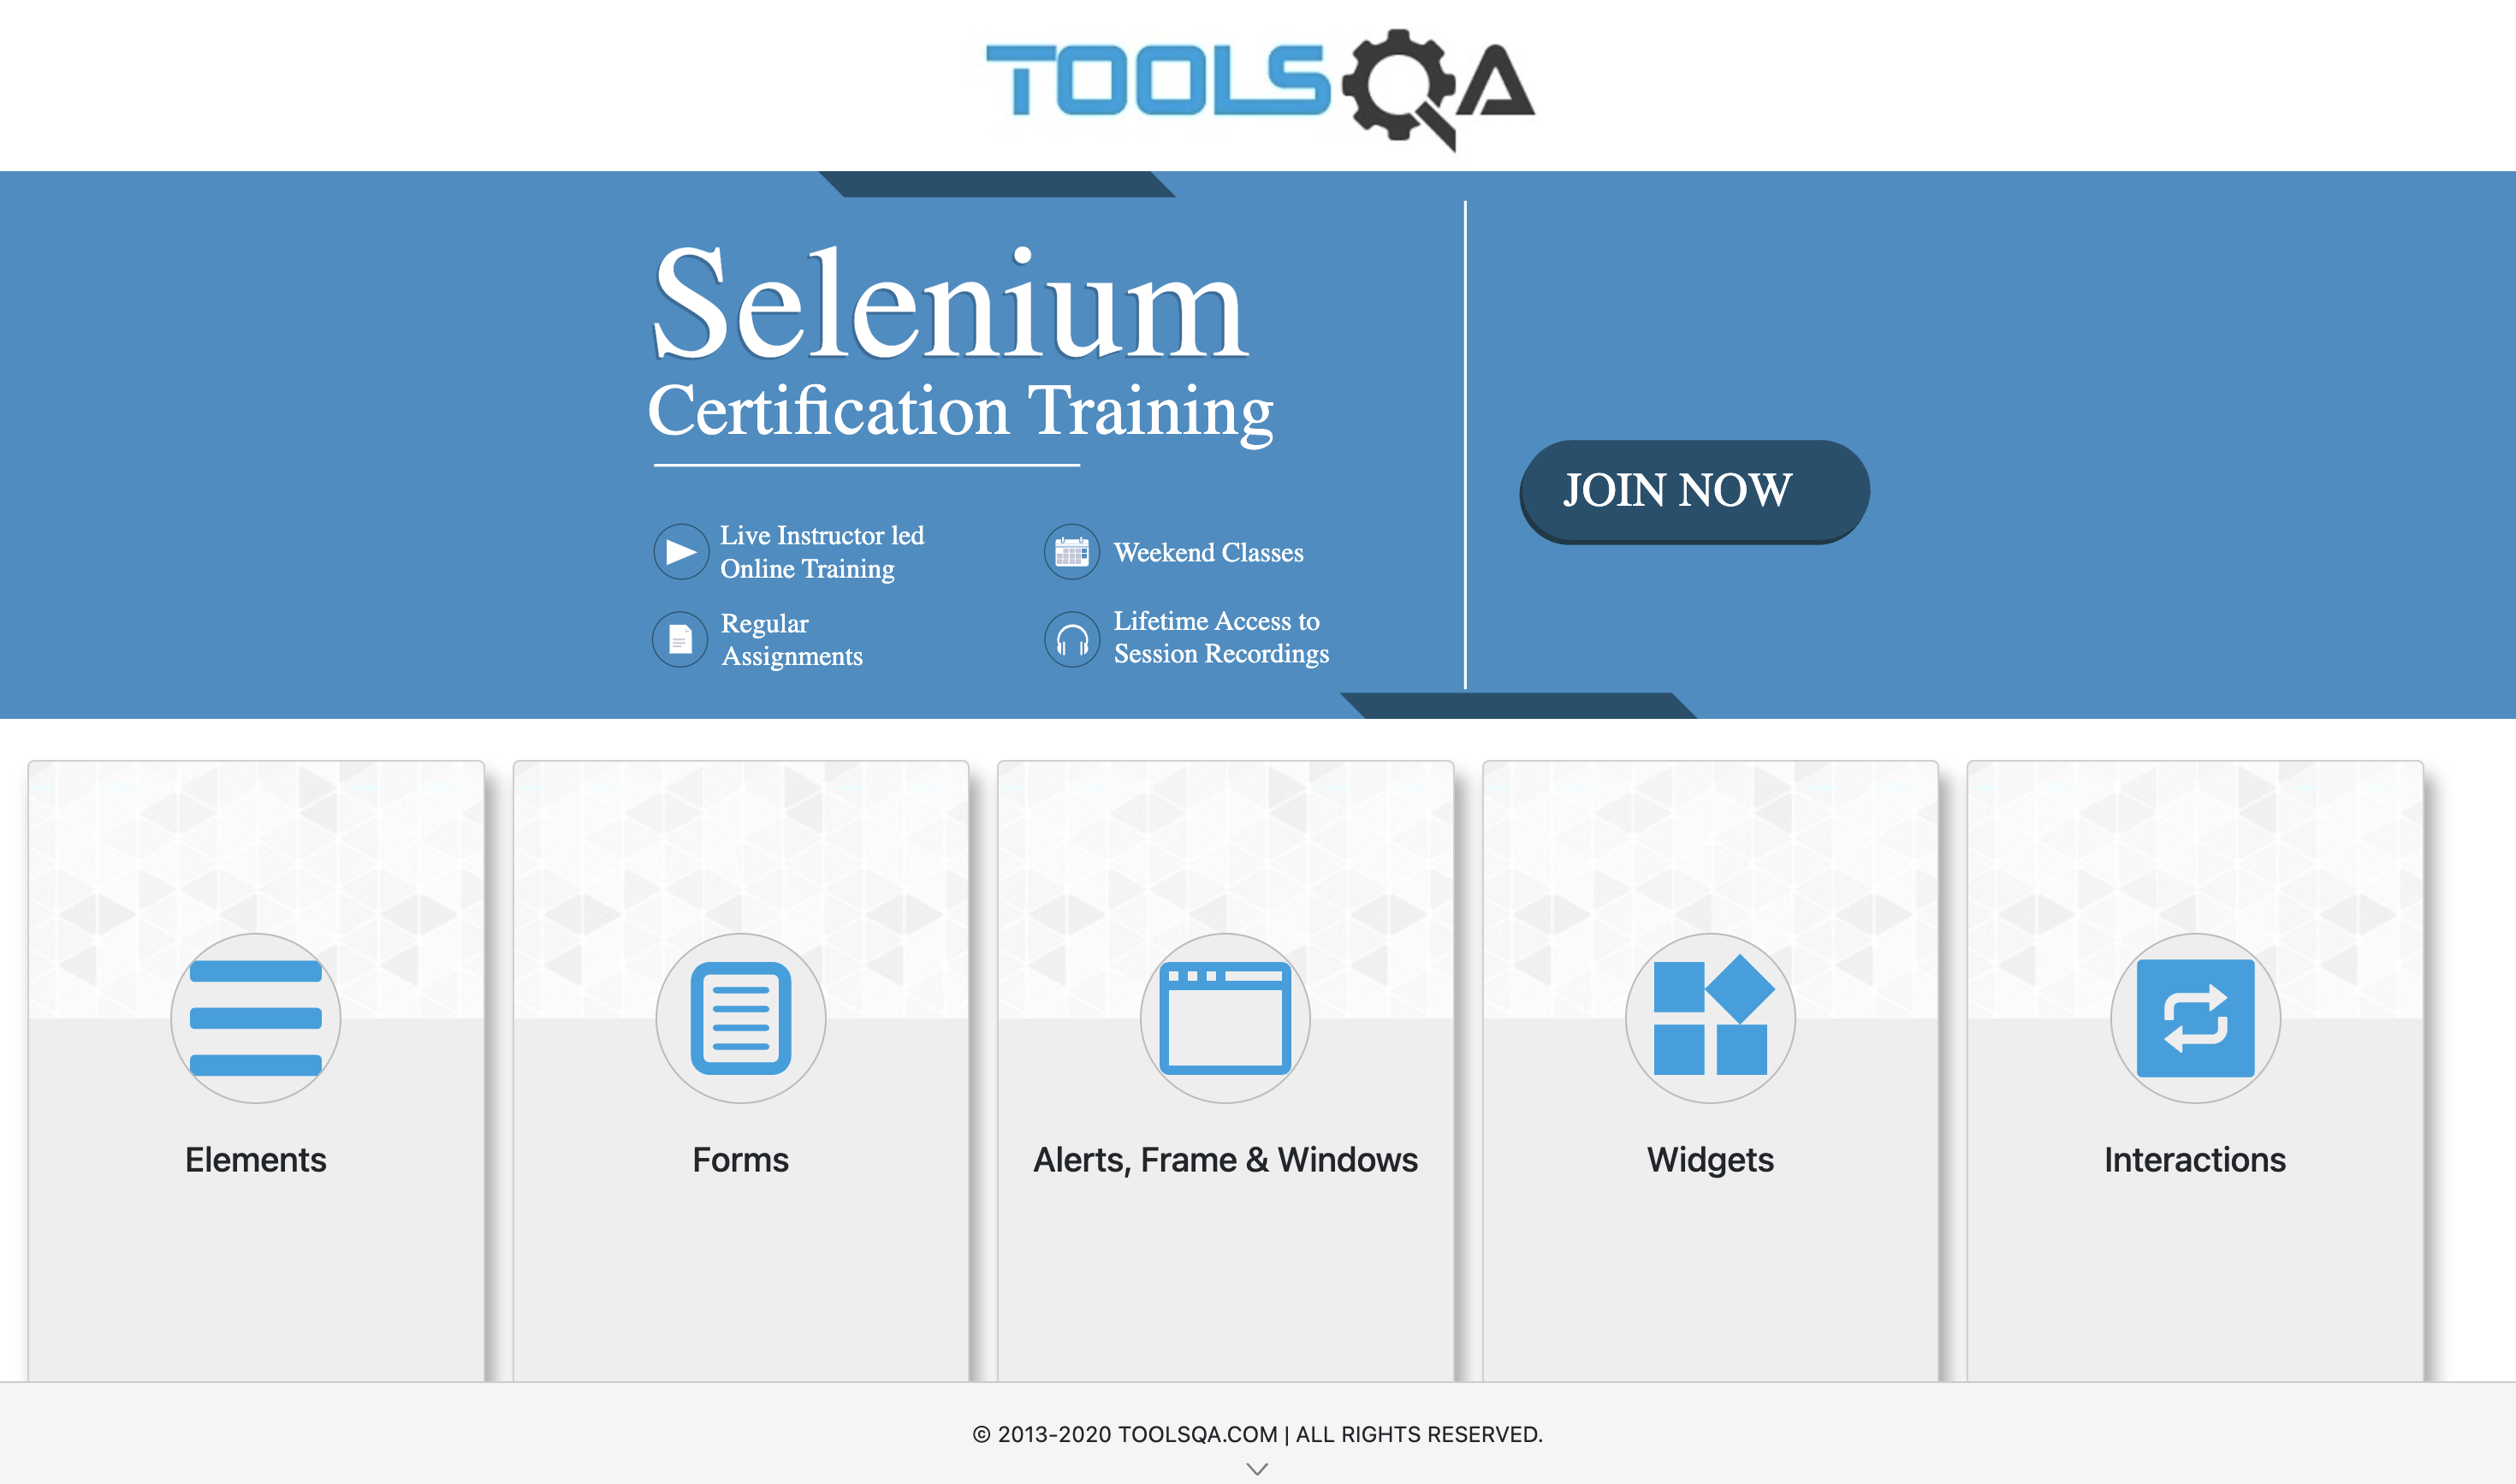 TOOLSQA
Selenium
Certification Training
Live Instructor led
Online Training
Weekend Classes
Regular
Assignments
Lifetime Access to
Session Recordings
JOIN NOW
Elements
Forms
Alerts, Frame & Windows
Widgets
Interactions
© 2013-2020 TOOLSQA.COM | ALL RIGHTS RESERVED.